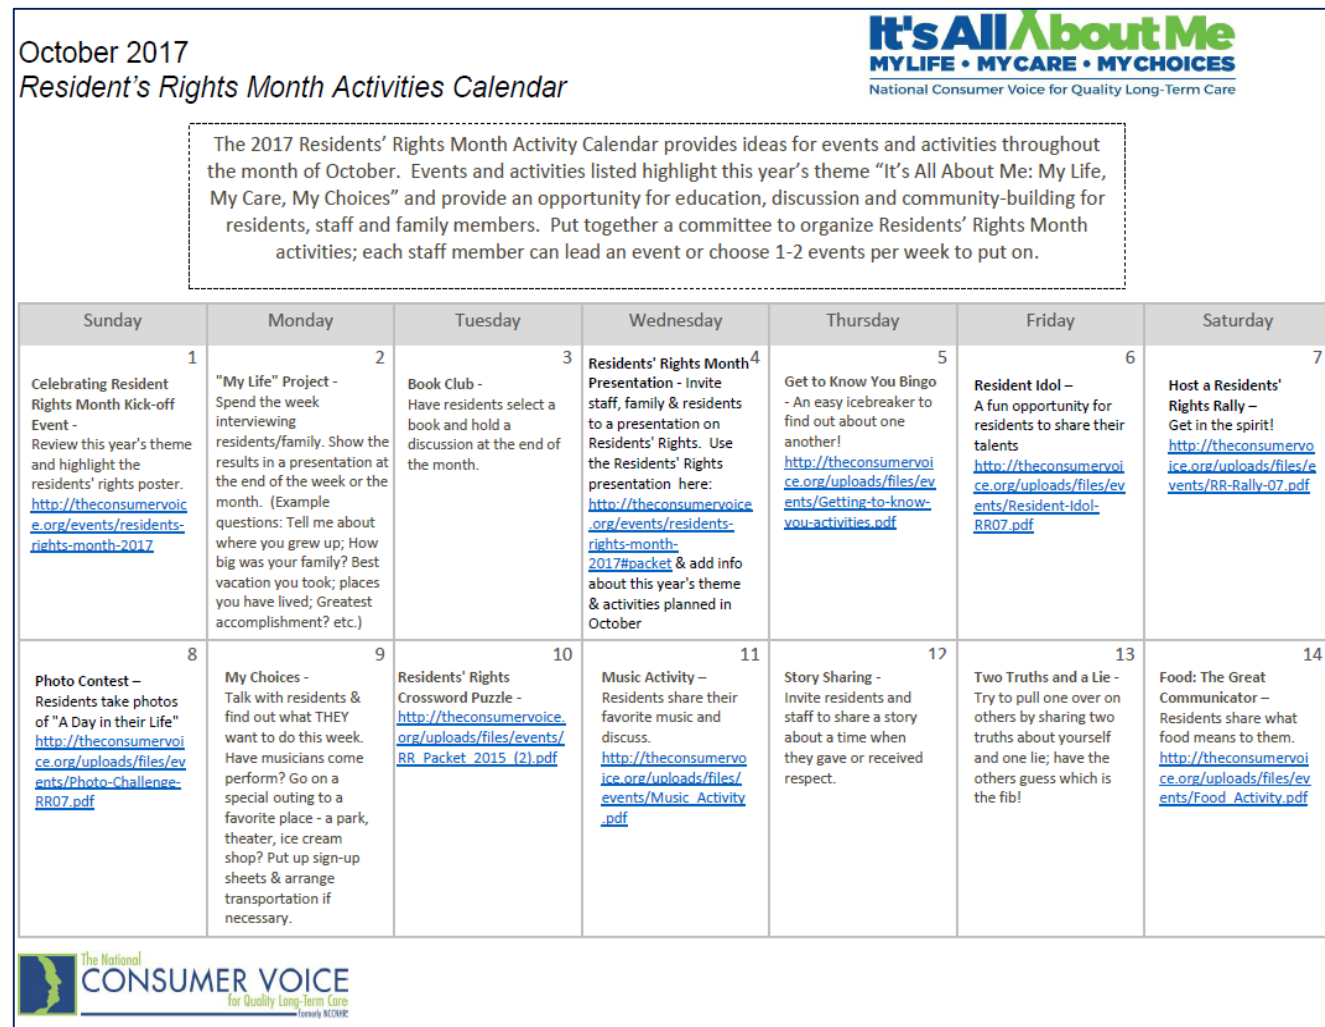 October 2017
Resident's Rights Month Activities Calendar
It's All About Me
MY LIFE • MY CARE • MY CHOICES
National Consumer Voice for Quality Long-Term Care
The 2017 Residents' Rights Month Activity Calendar provides ideas for events and activities throughout
the month of October.  Events and activities listed highlight this year's theme "It's All About Me: My Life,
My Care, My Choices" and provide an opportunity for education, discussion and community-building for
residents, staff and family members.  Put together a committee to organize Residents' Rights Month
activities; each staff member can lead an event or choose 1-2 events per week to put on.
Sunday
Monday
Tuesday
Wednesday
Thursday
Friday
Saturday
1
Celebrating Resident
Rights Month Kick-off
Event -
Review this year's theme
and highlight the
residents' rights poster.
http://theconsumervoic
e.org/events/residents-
rights-month-2017
2
"My Life" Project -
Spend the week
interviewing
residents/family. Show the
results in a presentation at
the end of the week or the
month.  (Example
questions: Tell me about
where you grew up; How
big was your family? Best
vacation you took; places
you have lived; Greatest
accomplishment? etc.)
3
Book Club -
Have residents select a
book and hold a
discussion at the end of
the month.
4
Residents' Rights Month
Presentation - Invite
staff, family & residents
to a presentation on
Residents' Rights.  Use
the Residents' Rights
presentation  here:
http://theconsumervoice
.org/events/residents-
rights-month-
2017#packet & add info
about this year's theme
& activities planned in
October
5
Get to Know You Bingo
- An easy icebreaker to
find out about one
another!
http://theconsumervoi
ce.org/uploads/files/ev
ents/Getting-to-know-
you-activities.pdf
6
Resident Idol –
A fun opportunity for
residents to share their
talents
http://theconsumervoi
ce.org/uploads/files/ev
ents/Resident-Idol-
RR07.pdf
7
Host a Residents'
Rights Rally –
Get in the spirit!
http://theconsumervo
ice.org/uploads/files/e
vents/RR-Rally-07.pdf
8
Photo Contest –
Residents take photos
of "A Day in their Life"
http://theconsumervoi
ce.org/uploads/files/ev
ents/Photo-Challenge-
RR07.pdf
9
My Choices -
Talk with residents &
find out what THEY
want to do this week.
Have musicians come
perform? Go on a
special outing to a
favorite place - a park,
theater, ice cream
shop? Put up sign-up
sheets & arrange
transportation if
necessary.
10
Residents' Rights
Crossword Puzzle -
http://theconsumervoice.
org/uploads/files/events/
RR_Packet_2015_(2).pdf
11
Music Activity –
Residents share their
favorite music and
discuss.
http://theconsumervo
ice.org/uploads/files/
events/Music_Activity
.pdf
12
Story Sharing -
Invite residents and
staff to share a story
about a time when
they gave or received
respect.
13
Two Truths and a Lie -
Try to pull one over on
others by sharing two
truths about yourself
and one lie; have the
others guess which is
the fib!
14
Food: The Great
Communicator –
Residents share what
food means to them.
http://theconsumervoi
ce.org/uploads/files/ev
ents/Food_Activity.pdf
The National
CONSUMER VOICE
for Quality Long-Term Care
formerly NCCNHR